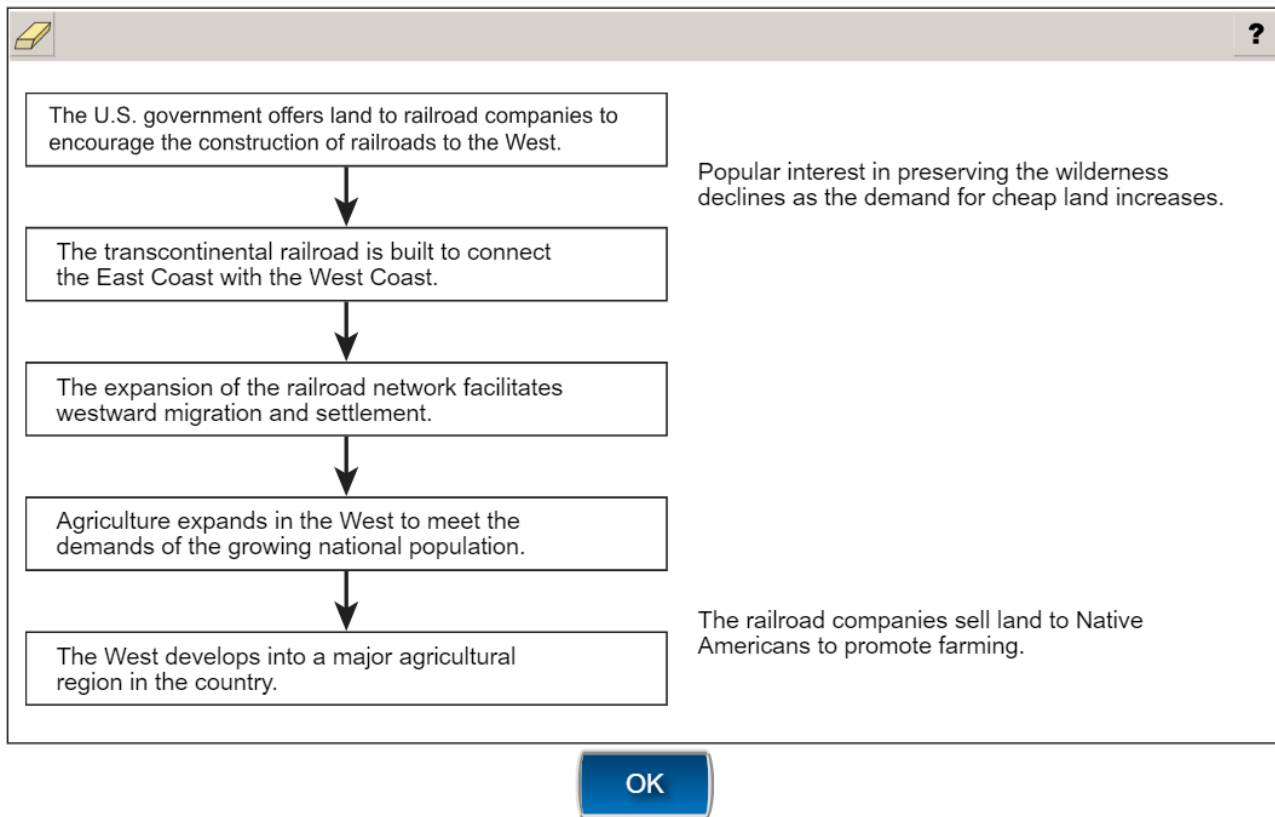 ?
The U.S. government offers land to railroad companies to
encourage the construction of railroads to the West.
Popular interest in preserving the wilderness
declines as the demand for cheap land increases.
The transcontinental railroad is built to connect
the East Coast with the West Coast.
The expansion of the railroad network facilitates
westward migration and settlement.
Agriculture expands in the West to meet the
demands of the growing national population.
The railroad companies sell land to Native
Americans to promote farming.
The West develops into a major agricultural
region in the country.
OK